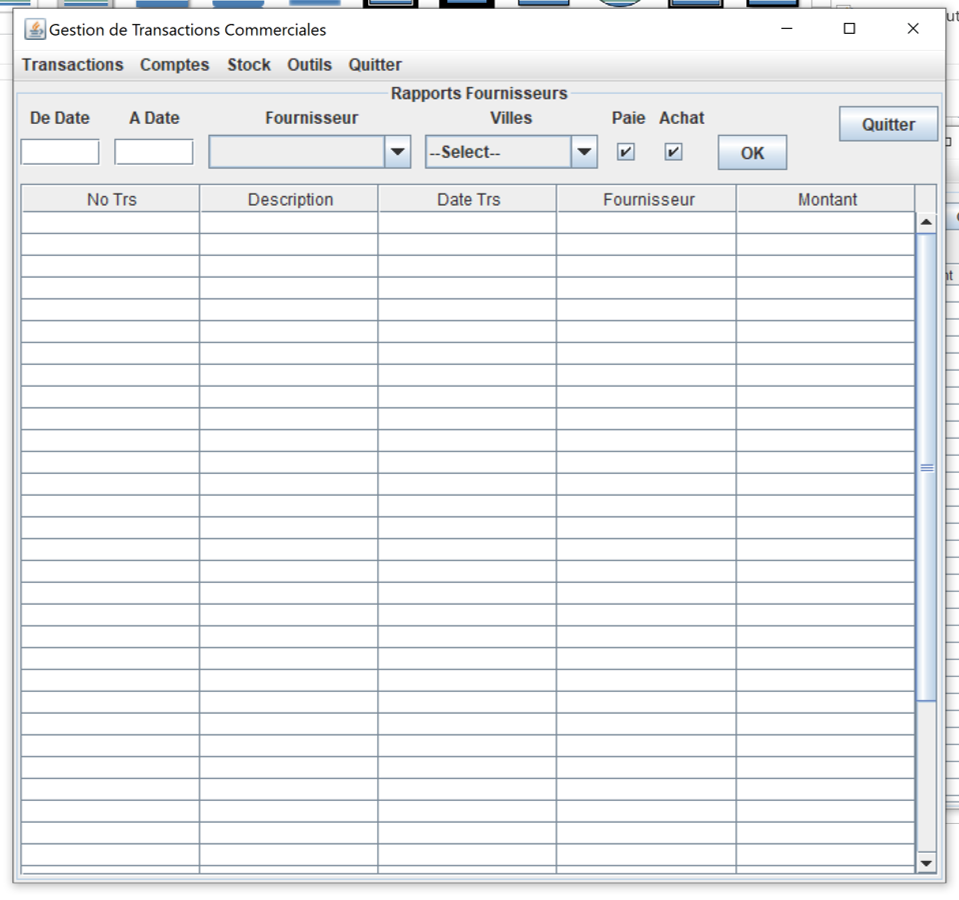 Gestion de Transactions Commerciales
Transactions Comptes Stock Outils Quitter
Rapports Fournisseurs
De Date A Date Fournisseur Villes Paie Achat Quitter
--Select-- OK
No Trs Description Date Trs Fournisseur Montant